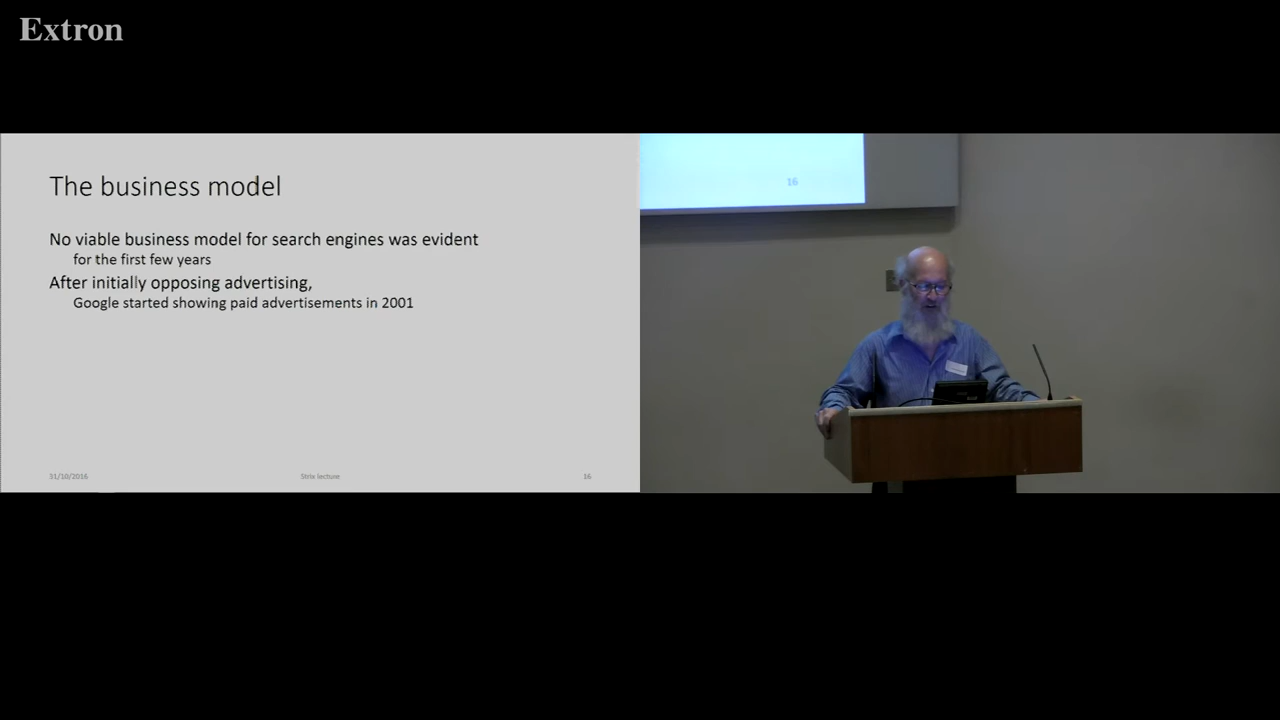 Extron
The business model
No viable business model for search engines was evident
for the first few years
After initially opposing advertising,
Google started showing paid advertisements in 2001
31/10/2016
Strix lecture
16
16